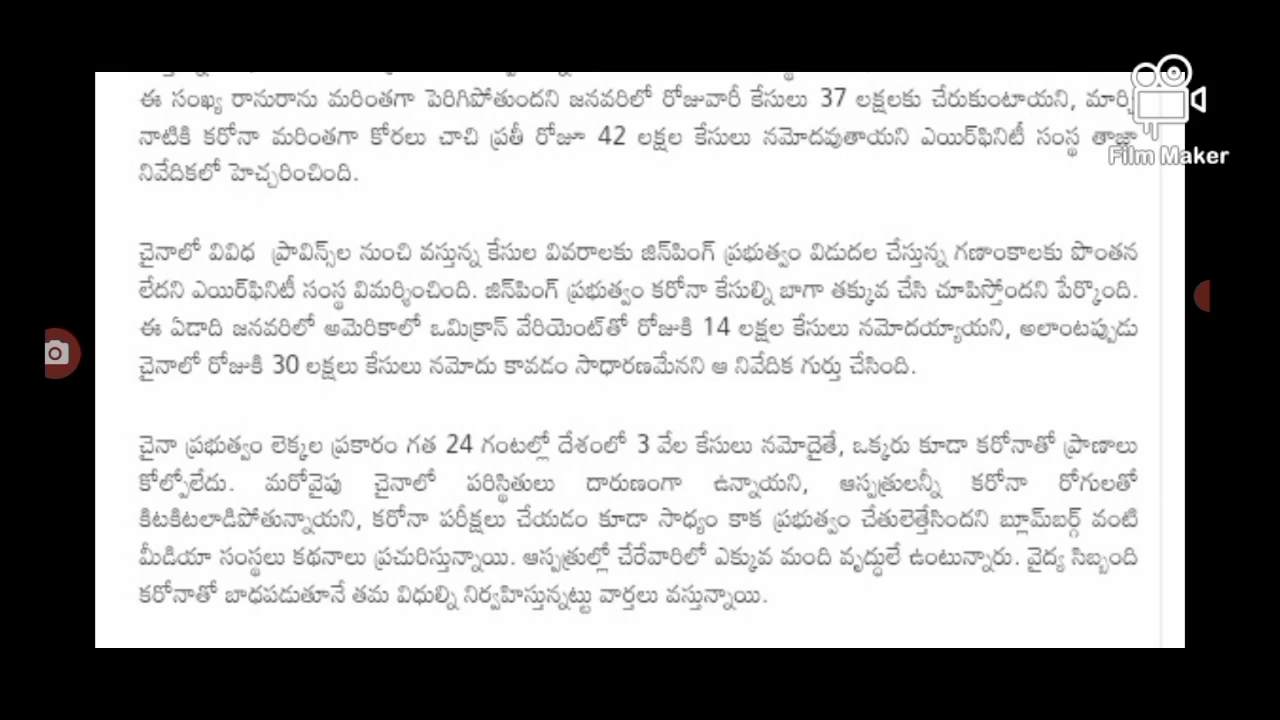 ఈ సంఖ్య రానురాను మరింతగా పెరిగిపోతుందని జనవరిలో రోజువారీ కేసులు 37 లక్షలకు చేరుకుంటాయని, మార్చి
నాటికి కరోనా మరింతగా కోరలు చాచి ప్రతీ రోజూ 42 లక్షల కేసులు నమోదవుతాయని ఎయిర్‌ఫినిటీ సంస్థ తాజా
నివేదికలో హెచ్చరించింది.
చైనాలో వివిధ ప్రావిన్స్‌ల నుంచి వస్తున్న కేసుల వివరాలకు జిన్‌పింగ్ ప్రభుత్వం విడుదల చేస్తున్న గణాంకాలకు పొంతన
లేదని ఎయిర్‌ఫినిటీ సంస్థ విమర్శించింది. జిన్‌పింగ్ ప్రభుత్వం కరోనా కేసుల్ని బాగా తక్కువ చేసి చూపిస్తోందని పేర్కొంది.
ఈ ఏడాది జనవరిలో అమెరికాలో ఒమిక్రాన్ వేరియెంట్‌తో రోజుకి 14 లక్షల కేసులు నమోదయ్యాయని, అలాంటప్పుడు
చైనాలో రోజుకి 30 లక్షలు కేసులు నమోదు కావడం సాధారణమేనని ఆ నివేదిక గుర్తు చేసింది.
చైనా ప్రభుత్వం లెక్కల ప్రకారం గత 24 గంటల్లో దేశంలో 3 వేల కేసులు నమోదైతే, ఒక్కరు కూడా కరోనాతో ప్రాణాలు
కోల్పోలేదు. మరోవైపు చైనాలో పరిస్థితులు దారుణంగా ఉన్నాయని, ఆస్పత్రులన్నీ కరోనా రోగులతో
కిటకిటలాడిపోతున్నాయని, కరోనా పరీక్షలు చేయడం కూడా సాధ్యం కాక ప్రభుత్వం చేతులెత్తేసిందని బ్లూమ్‌బర్గ్ వంటి
మీడియా సంస్థలు కథనాలు ప్రచురిస్తున్నాయి. ఆస్పత్రుల్లో చేరేవారిలో ఎక్కువ మంది వృద్ధులే ఉంటున్నారు. వైద్య సిబ్బంది
కరోనాతో బాధపడుతూనే తమ విధుల్ని నిర్వహిస్తున్నట్టు వార్తలు వస్తున్నాయి.
Film Maker